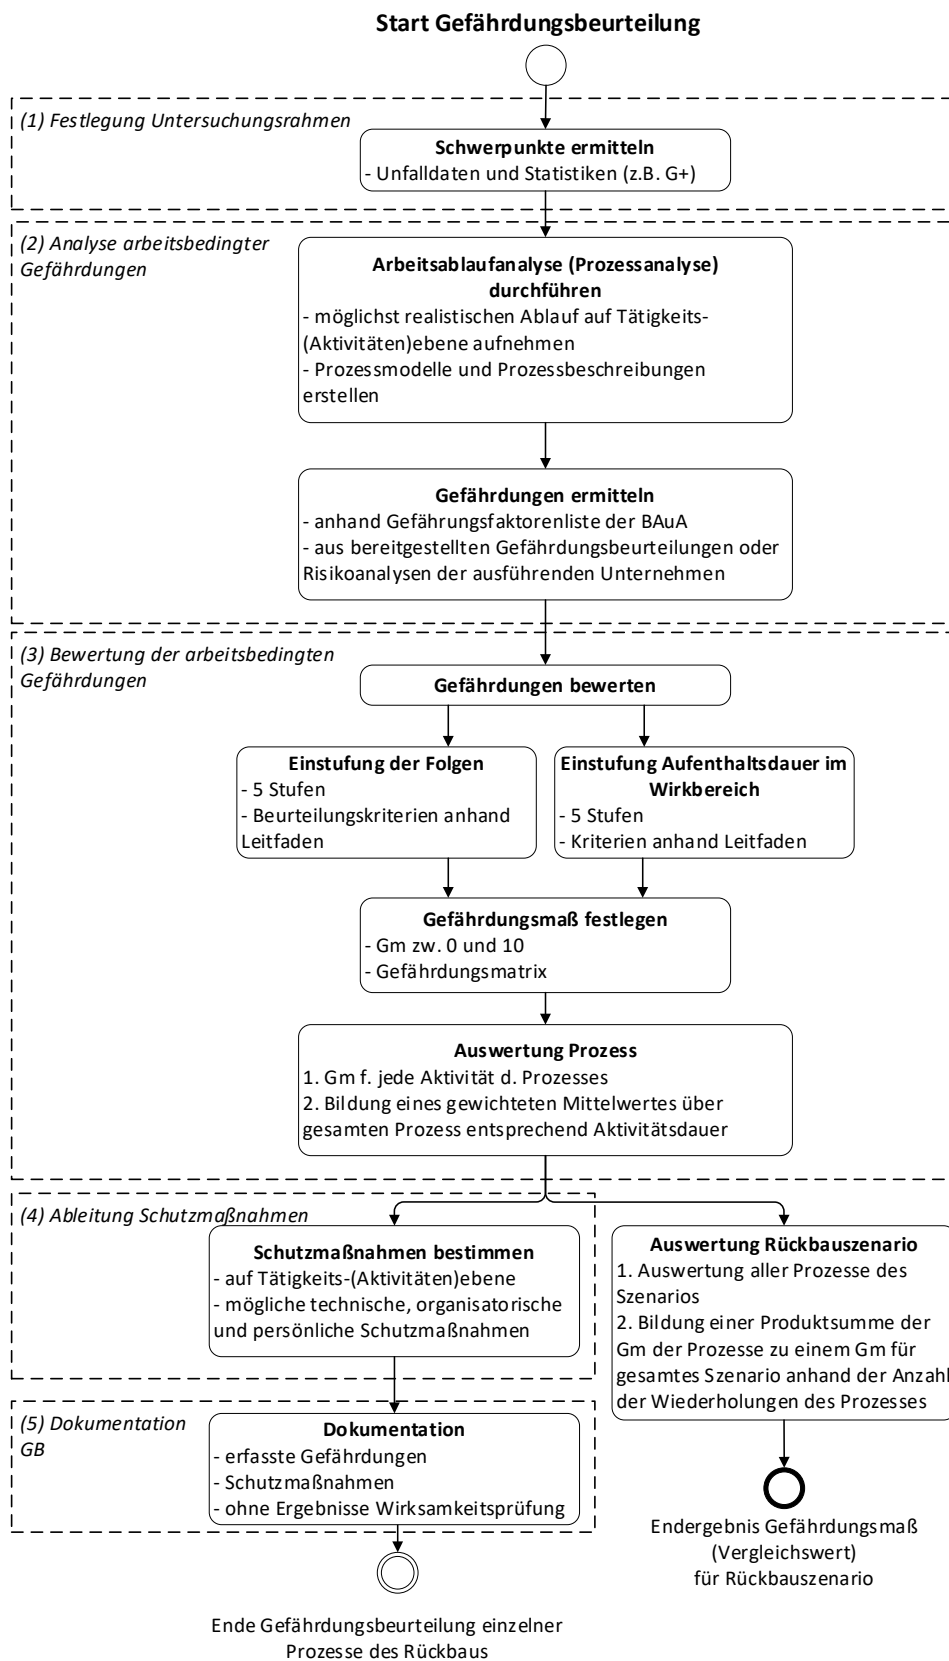 Start Gefährdungsbeurteilung
(1) Festlegung Untersuchungsrahmen
Schwerpunkte ermitteln
- Unfalldaten und Statistiken (z.B. G+)
(2) Analyse arbeitsbedingter
Gefährdungen
Arbeitsablaufanalyse (Prozessanalyse)
durchführen
- möglichst realistischen Ablauf auf Tätigkeits-
(Aktivitäten)ebene aufnehmen
- Prozessmodelle und Prozessbeschreibungen
erstellen
Gefährdungen ermitteln
- anhand Gefährungsfaktorenliste der BAuA
- aus bereitgestellten Gefährdungsbeurteilungen oder
Risikoanalysen der ausführenden Unternehmen
(3) Bewertung der arbeitsbedingten
Gefährdungen
Gefährdungen bewerten
Einstufung der Folgen
- 5 Stufen
- Beurteilungskriterien anhand
Leitfaden
Einstufung Aufenthaltsdauer im
Wirkbereich
- 5 Stufen
- Kriterien anhand Leitfaden
Gefährdungsmaß festlegen
- Gm zw. 0 und 10
- Gefährdungsmatrix
Auswertung Prozess
1. Gm f. jede Aktivität d. Prozesses
2. Bildung eines gewichteten Mittelwertes über
gesamten Prozess entsprechend Aktivitätsdauer
(4) Ableitung Schutzmaßnahmen
Schutzmaßnahmen bestimmen
- auf Tätigkeits-(Aktivitäten)ebene
- mögliche technische, organisatorische
und persönliche Schutzmaßnahmen
Auswertung Rückbauszenario
1. Auswertung aller Prozesse des
Szenarios
2. Bildung einer Produktsumme der
Gm der Prozesse zu einem Gm für
gesamtes Szenario anhand der Anzahl
der Wiederholungen des Prozesses
(5) Dokumentation
GB
Dokumentation
- erfasste Gefährdungen
- Schutzmaßnahmen
- ohne Ergebnisse Wirksamkeitsprüfung
Endergebnis Gefährdungsmaß
(Vergleichswert)
für Rückbauszenario
Ende Gefährdungsbeurteilung einzelner
Prozesse des Rückbaus